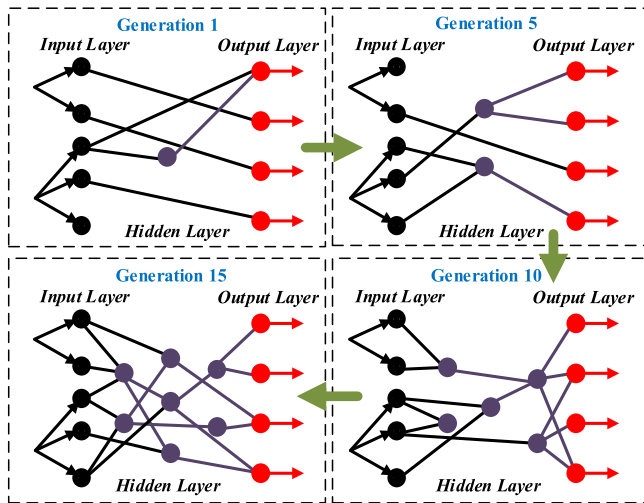 Generation 1
Input Layer
Output Layer
Hidden Layer
Generation 5
Input Layer
Output Layer
Hidden Layer
Generation 15
Input Layer
Output Layer
Hidden Layer
Generation 10
Input Layer
Output Layer
Hidden Layer